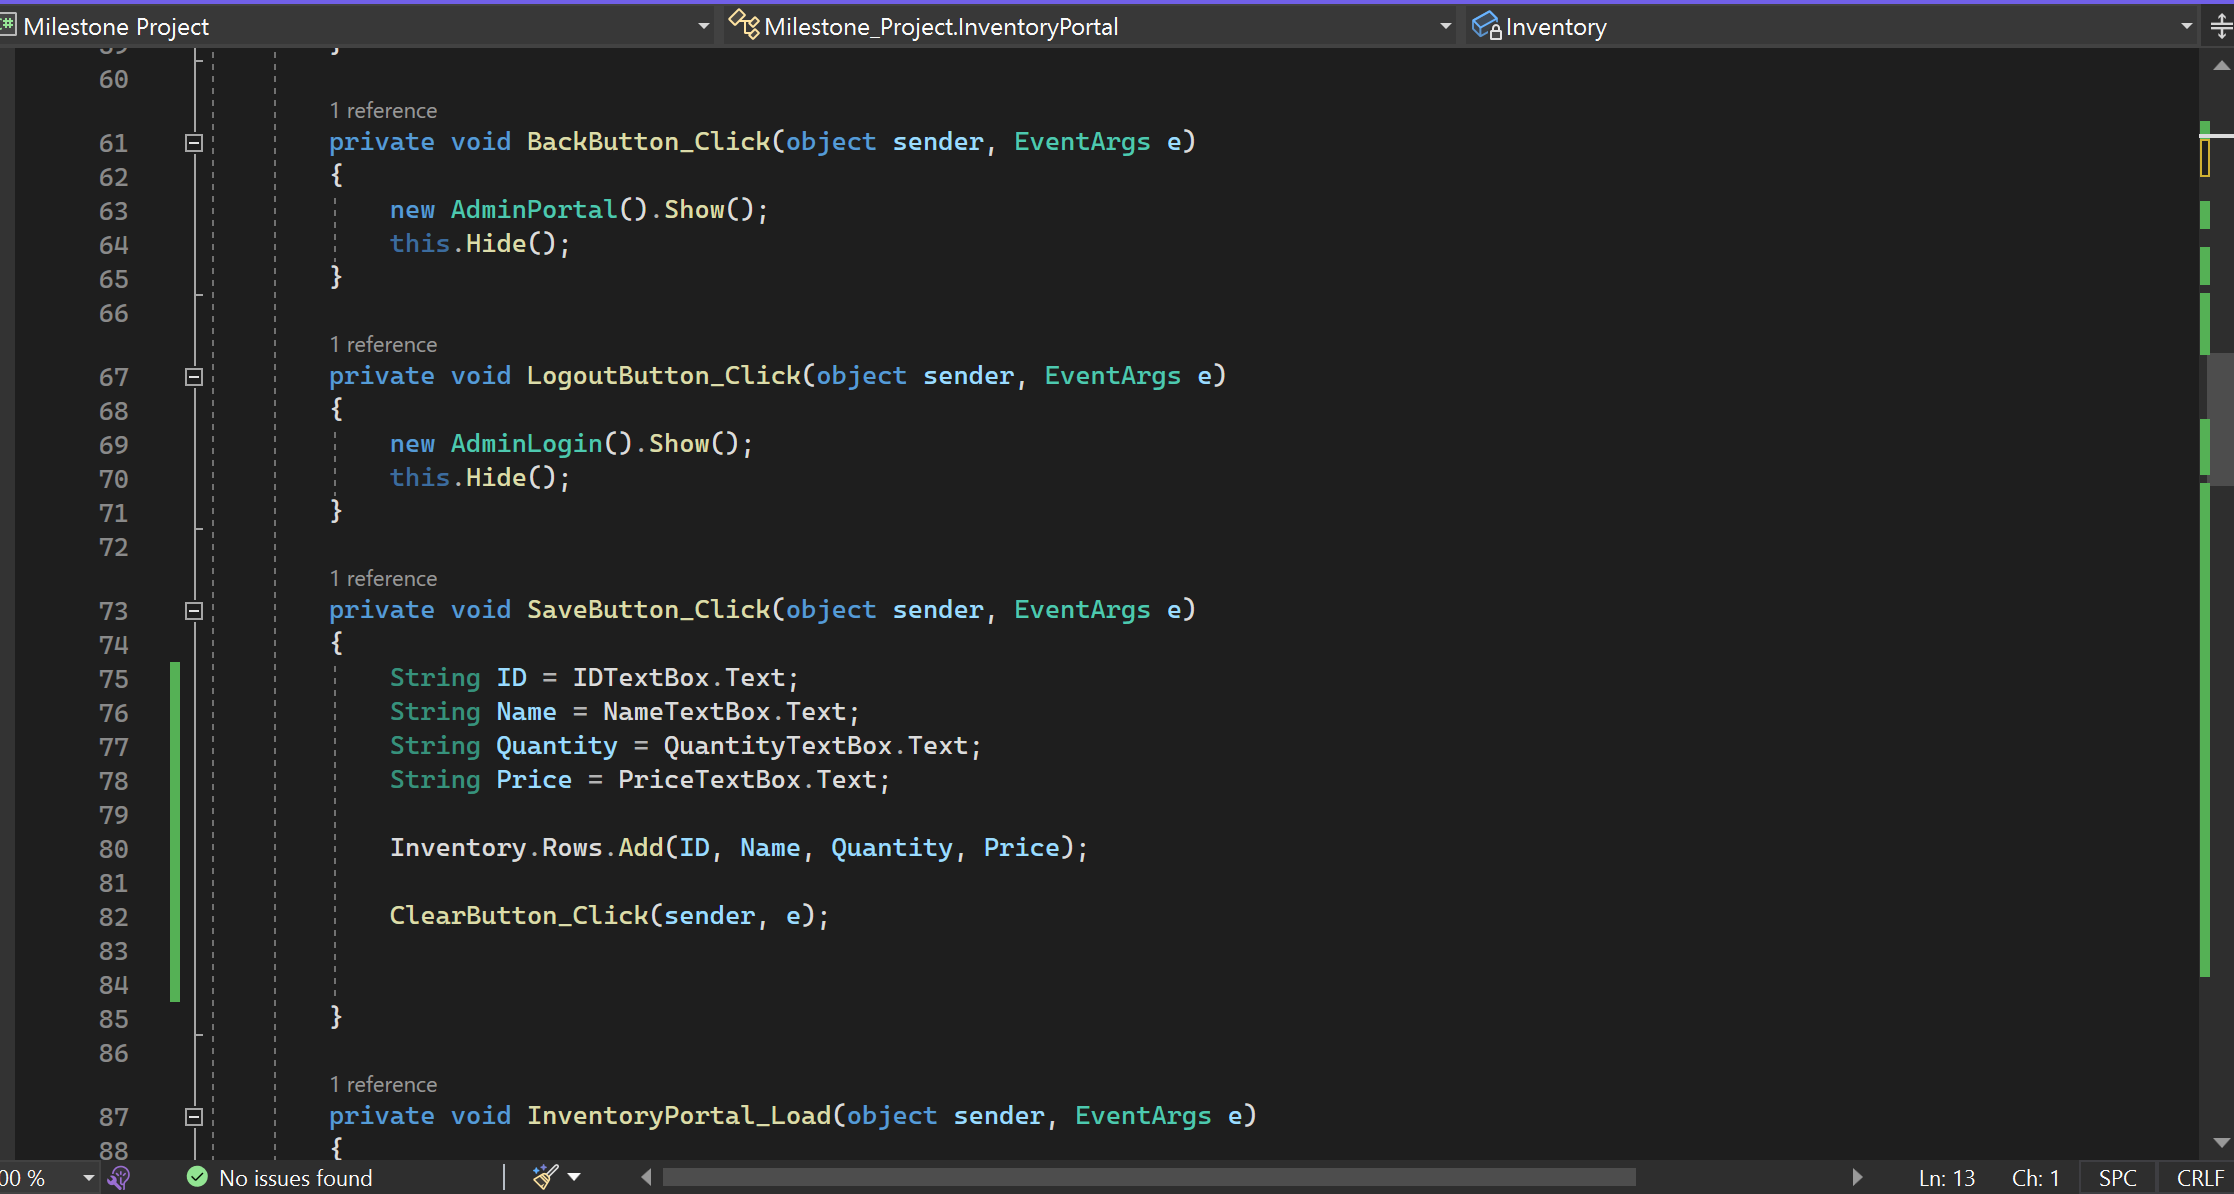 Milestone Project
Milestone_Project.InventoryPortal
Inventory
60
1 reference
61 private void BackButton_Click(object sender, EventArgs e)
62 {
63 new AdminPortal().Show();
64 this.Hide();
65 }
66
1 reference
67 private void LogoutButton_Click(object sender, EventArgs e)
68 {
69 new AdminLogin().Show();
70 this.Hide();
71 }
72
1 reference
73 private void SaveButton_Click(object sender, EventArgs e)
74 {
75 String ID = IDTextBox.Text;
76 String Name = NameTextBox.Text;
77 String Quantity = QuantityTextBox.Text;
78 String Price = PriceTextBox.Text;
79
80 Inventory.Rows.Add(ID, Name, Quantity, Price);
81
82 ClearButton_Click(sender, e);
83
84
85 }
86
1 reference
87 private void InventoryPortal_Load(object sender, EventArgs e)
88 {
00 % No issues found Ln: 13 Ch: 1 SPC CRLF